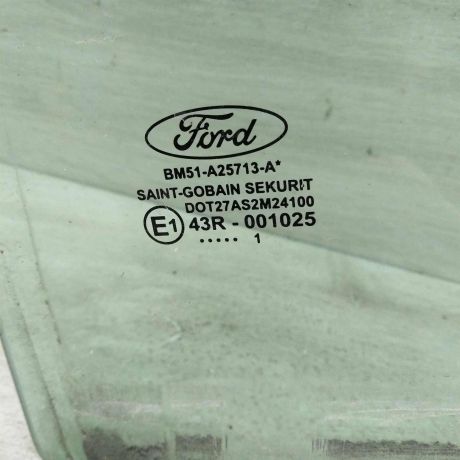 Ford
BM51-A25713-A*
SAINT-GOBAIN SEKURIT
DOT27AS2M24100
E1 43R - 001025
..... 1